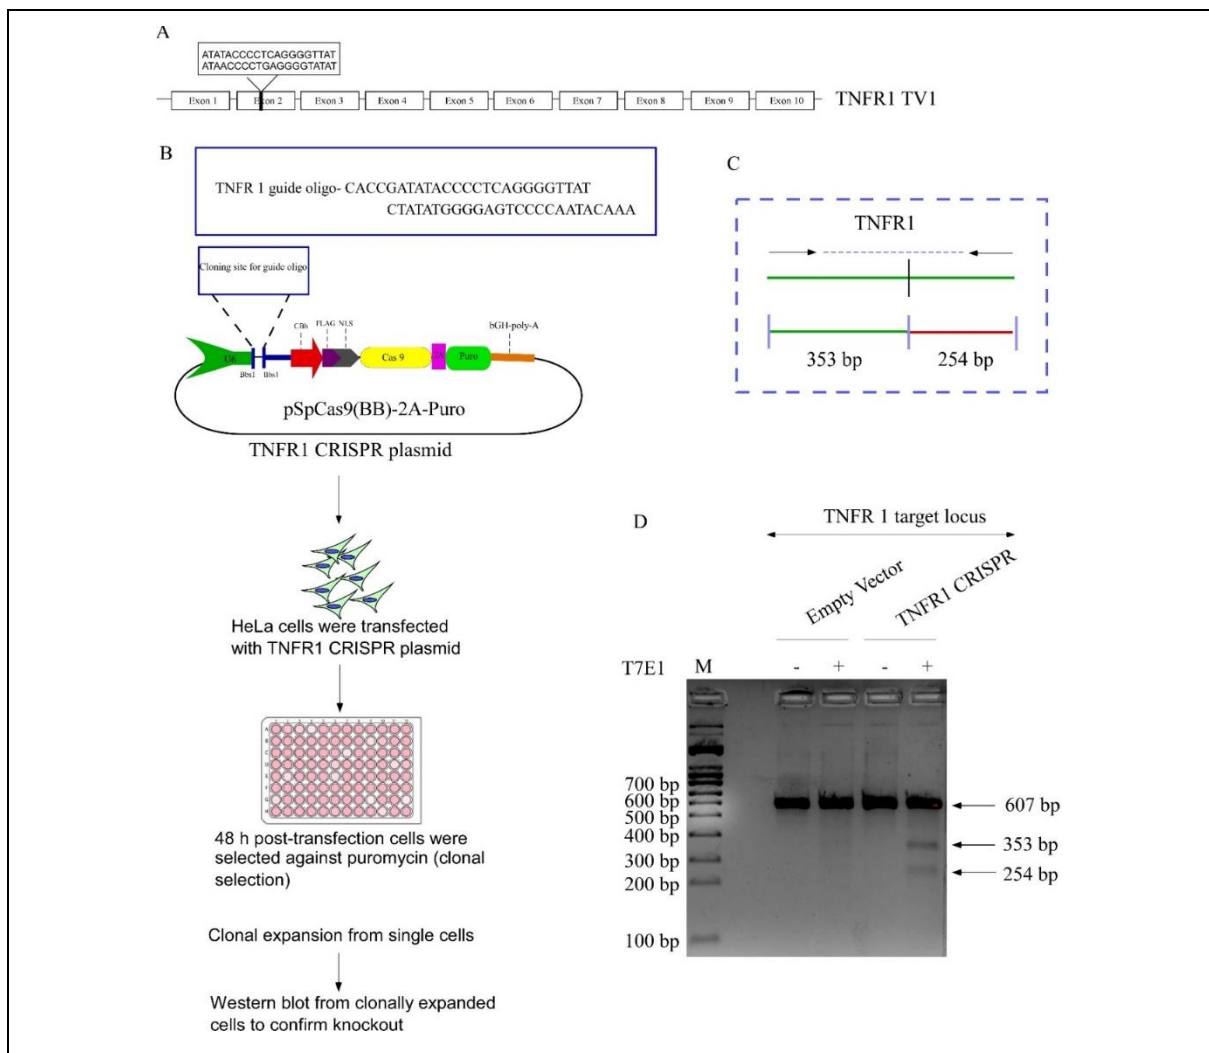 A
ATATACCCCTCAGGGGTTAT
ATAACCCCTGAGGGGTATAT
Exon 1 Exon 2 Exon 3 Exon 4 Exon 5 Exon 6 Exon 7 Exon 8 Exon 9 Exon 10 TNFR1 TV1
B
TNFR 1 guide oligo- CACCGATATACCCCTCAGGGGTTAT
CTATATGGGGAGTCCCCAATACAAA
Cloning site for guide oligo
CBh FLAG NLS bGH-poly-A
U6 Cas 9 2A Puro
Bbs1 Bbs1
pSpCas9(BB)-2A-Puro
TNFR1 CRISPR plasmid
HeLa cells were transfected
with TNFR1 CRISPR plasmid
48 h post-transfection cells were
selected against puromycin (clonal
selection)
Clonal expansion from single cells
Western blot from clonally expanded
cells to confirm knockout
C
TNFR1
353 bp 254 bp
D
TNFR 1 target locus
Empty Vector
TNFR1 CRISPR
T7E1 M - + - +
700 bp
600 bp
500 bp
400 bp
300 bp
200 bp
100 bp
607 bp
353 bp
254 bp